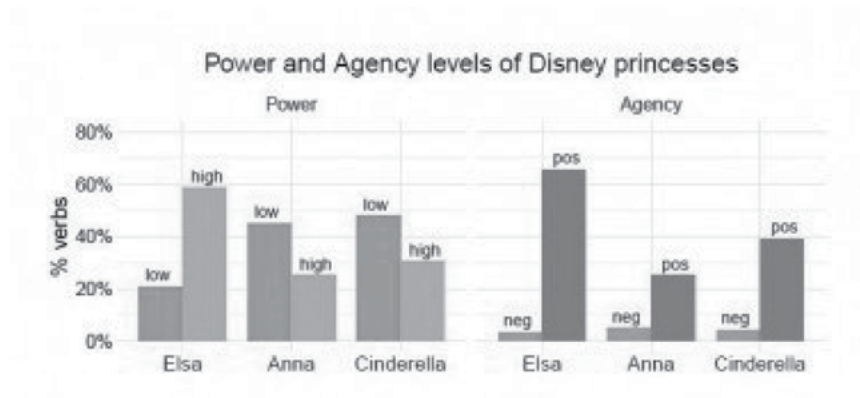 Power and Agency levels of Disney princesses
Power
Agency
% verbs
80%
60%
40%
20%
0%
low
high
low
high
low
high
neg
pos
neg
pos
neg
pos
Elsa
Anna
Cinderella
Elsa
Anna
Cinderella